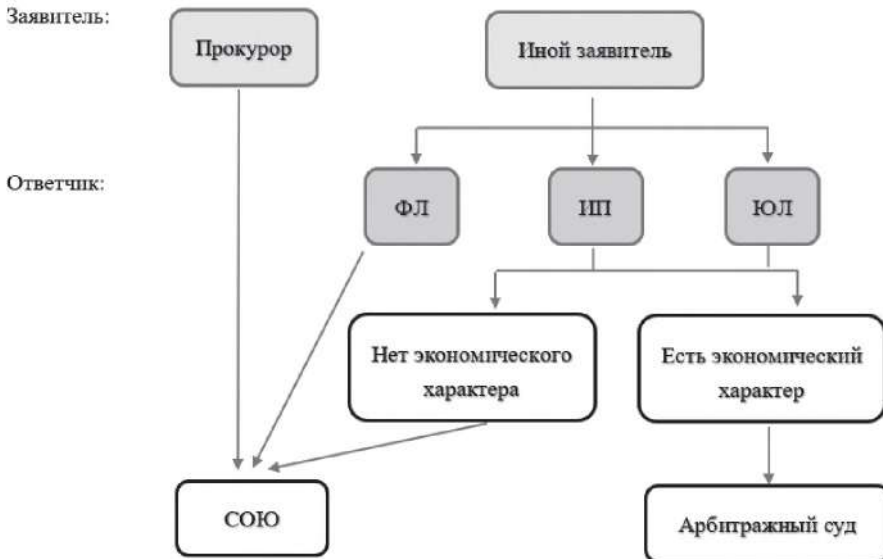 Заявитель:
Прокурор
Иной заявитель
Ответчик:
ФЛ
ИП
ЮЛ
Нет экономического
характера
Есть экономический
характер
СОЮ
Арбитражный суд